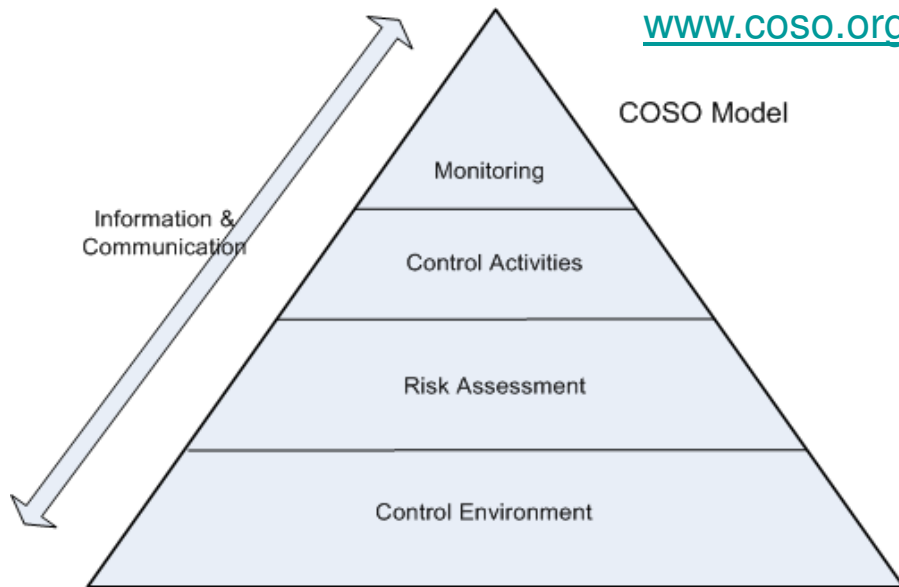 www.coso.org
COSO Model
Monitoring
Information &
Communication
Control Activities
Risk Assessment
Control Environment